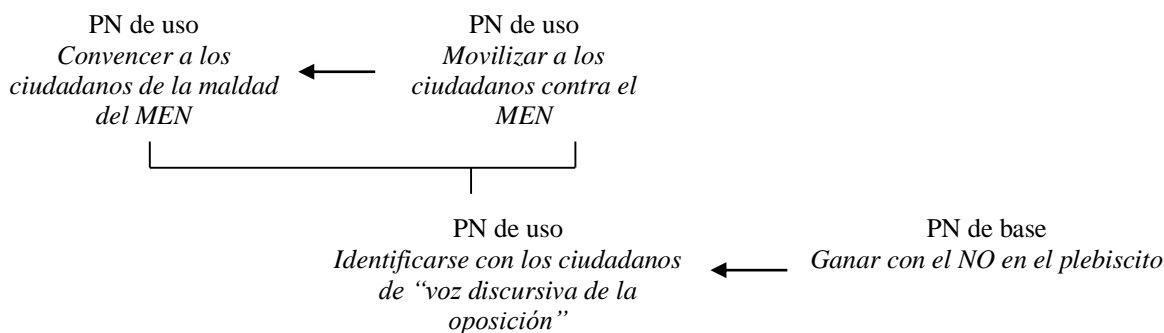 PN de uso
Convencer a los
ciudadanos de la maldad
del MEN
PN de uso
Movilizar a los
ciudadanos contra el
MEN
PN de uso
Identificarse con los ciudadanos
de “voz discursiva de la
oposición”
PN de base
Ganar con el NO en el plebiscito